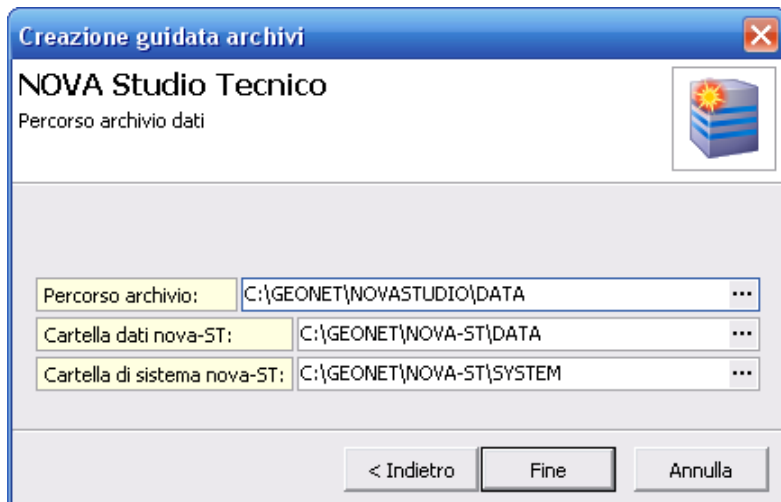 Creazione guidata archivi
NOVA Studio Tecnico
Percorso archivio dati
Percorso archivio: C:\GEONET\NOVASTUDIO\DATA ...
Cartella dati nova-ST: C:\GEONET\NOVA-ST\DATA ...
Cartella di sistema nova-ST: C:\GEONET\NOVA-ST\SYSTEM ...
< Indietro Fine Annulla